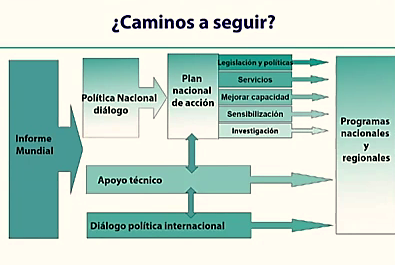 ¿Caminos a seguir?
Informe
Mundial
Política Nacional
diálogo
Plan
nacional
de acción
Legislación y políticas
Servicios
Mejorar capacidad
Sensibilización
Investigación
Programas
nacionales
y
regionales
Apoyo técnico
Diálogo política internacional